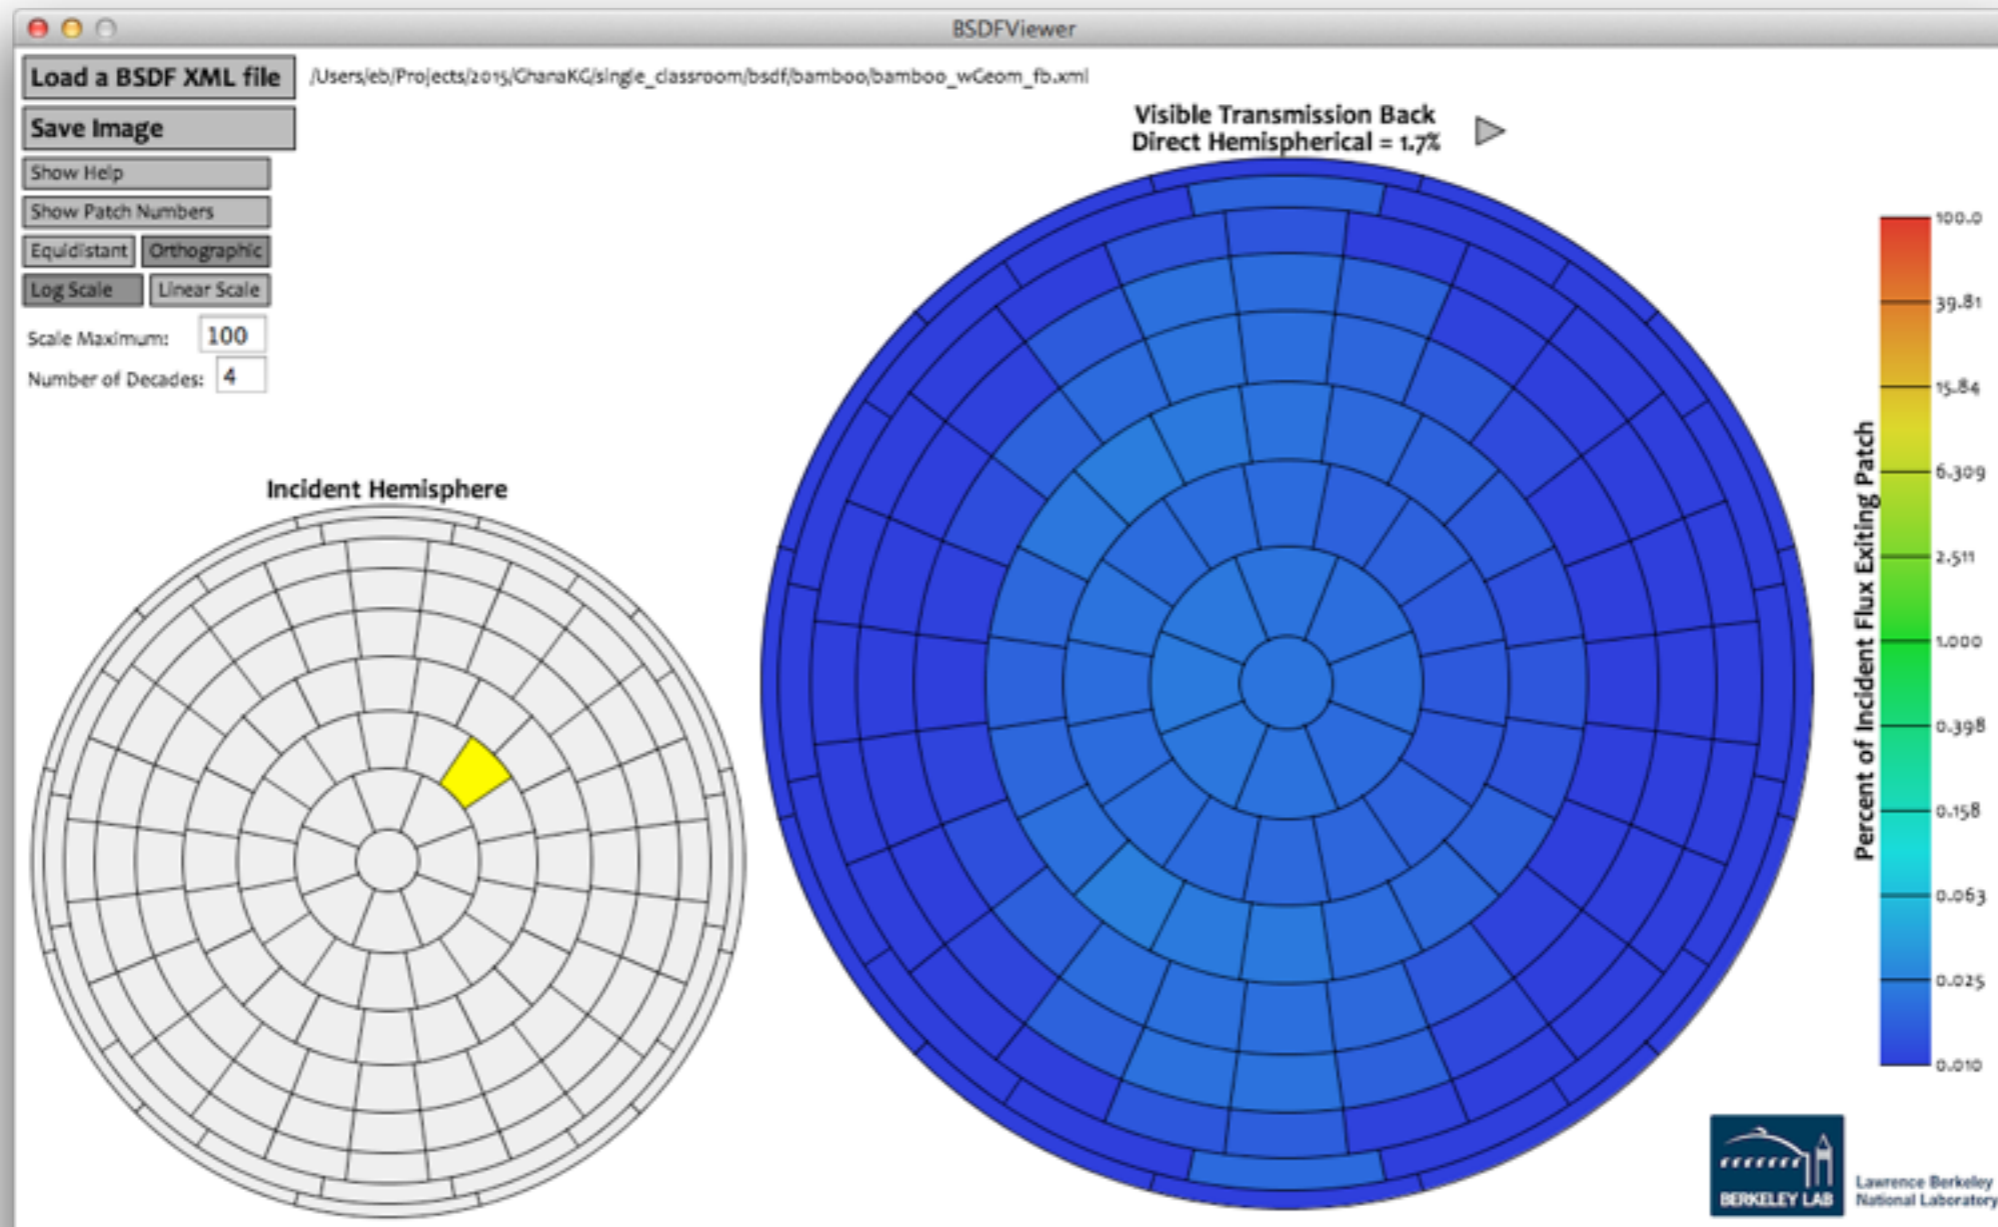 BSDFViewer
Load a BSDF XML file
/Users/eb/Projects/2015/GhanaKG/single_classroom/bsdf/bamboo/bamboo_wGeom_fb.xml
Save Image
Show Help
Show Patch Numbers
Equidistant
Orthographic
Log Scale
Linear Scale
Scale Maximum:
100
Number of Decades:
4
Incident Hemisphere
Visible Transmission Back
Direct Hemispherical = 1.7%
Percent of Incident Flux Exiting Patch
100.0
39.81
15.84
6.309
2.511
1.000
0.398
0.158
0.063
0.025
0.010
BERKELEY LAB
Lawrence Berkeley
National Laboratory